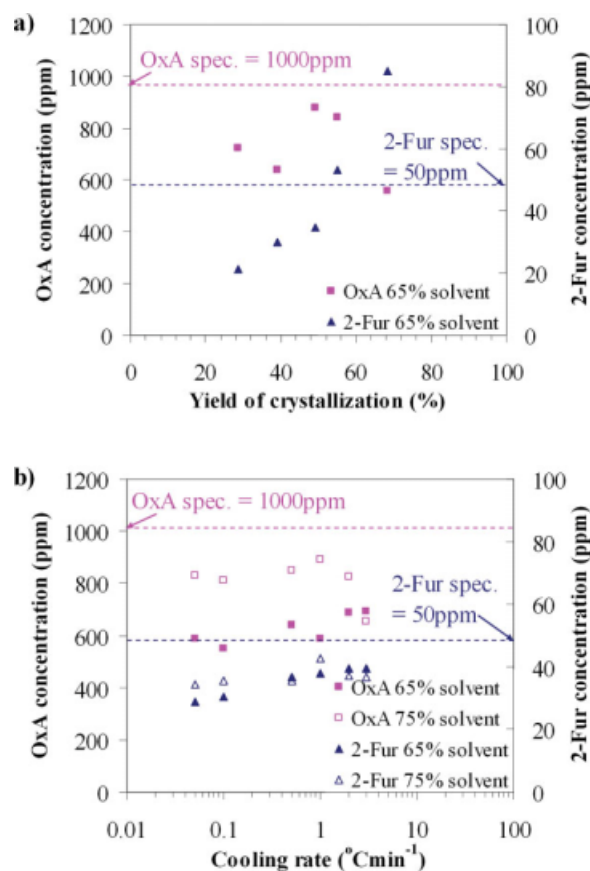 a)
1200
1000
800
600
400
200
0
OxA concentration (ppm)
OxA spec. = 1000ppm
2-Fur spec.
= 50ppm
OxA 65% solvent
2-Fur 65% solvent
100
80
60
40
20
0
2-Fur concentration (ppm)
0 20 40 60 80 100
Yield of crystallization (%)
b)
1200
1000
800
600
400
200
0
OxA concentration (ppm)
OxA spec. = 1000ppm
2-Fur spec.
= 50ppm
OxA 65% solvent
OxA 75% solvent
2-Fur 65% solvent
2-Fur 75% solvent
100
80
60
40
20
0
2-Fur concentration (ppm)
0.01 0.1 1 10 100
Cooling rate (°Cmin⁻¹)